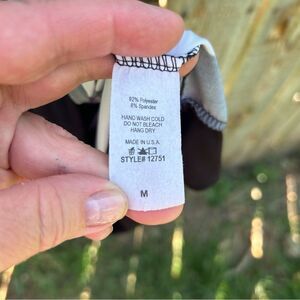 92% Polyester
8% Spandex
HAND WASH COLD
DO NOT BLEACH
HANG DRY
MADE IN U.S.A.
STYLE# 12751
M